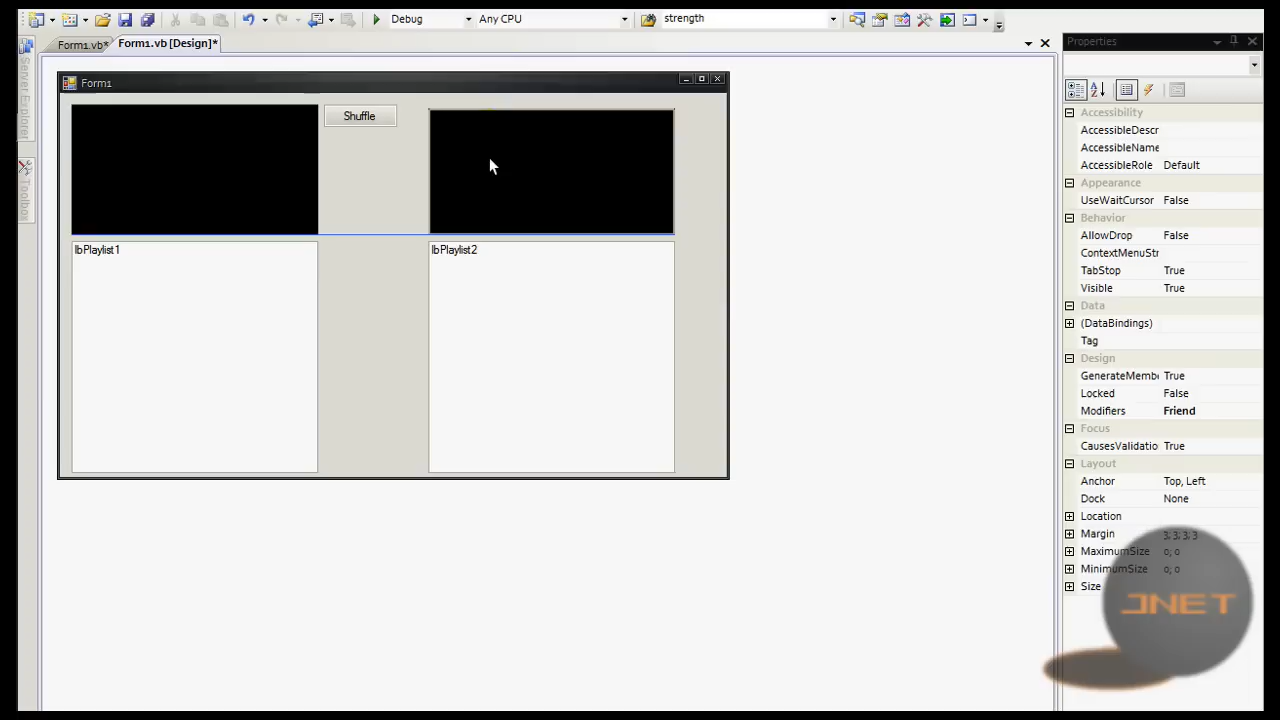 Debug
Any CPU
strength
Form1.vb*
Form1.vb [Design]*
Properties
Form1
Shuffle
lbPlaylist1
lbPlaylist2
Accessibility
AccessibleDescr
AccessibleName
AccessibleRole Default
Appearance
UseWaitCursor False
Behavior
AllowDrop False
ContextMenuStr
TabStop True
Visible True
Data
(DataBindings)
Tag
Design
GenerateMembe True
Locked False
Modifiers Friend
Focus
CausesValidatio True
Layout
Anchor Top, Left
Dock None
Location
Margin 3; 3; 3; 3
MaximumSize 0; 0
MinimumSize 0; 0
Size
JNET